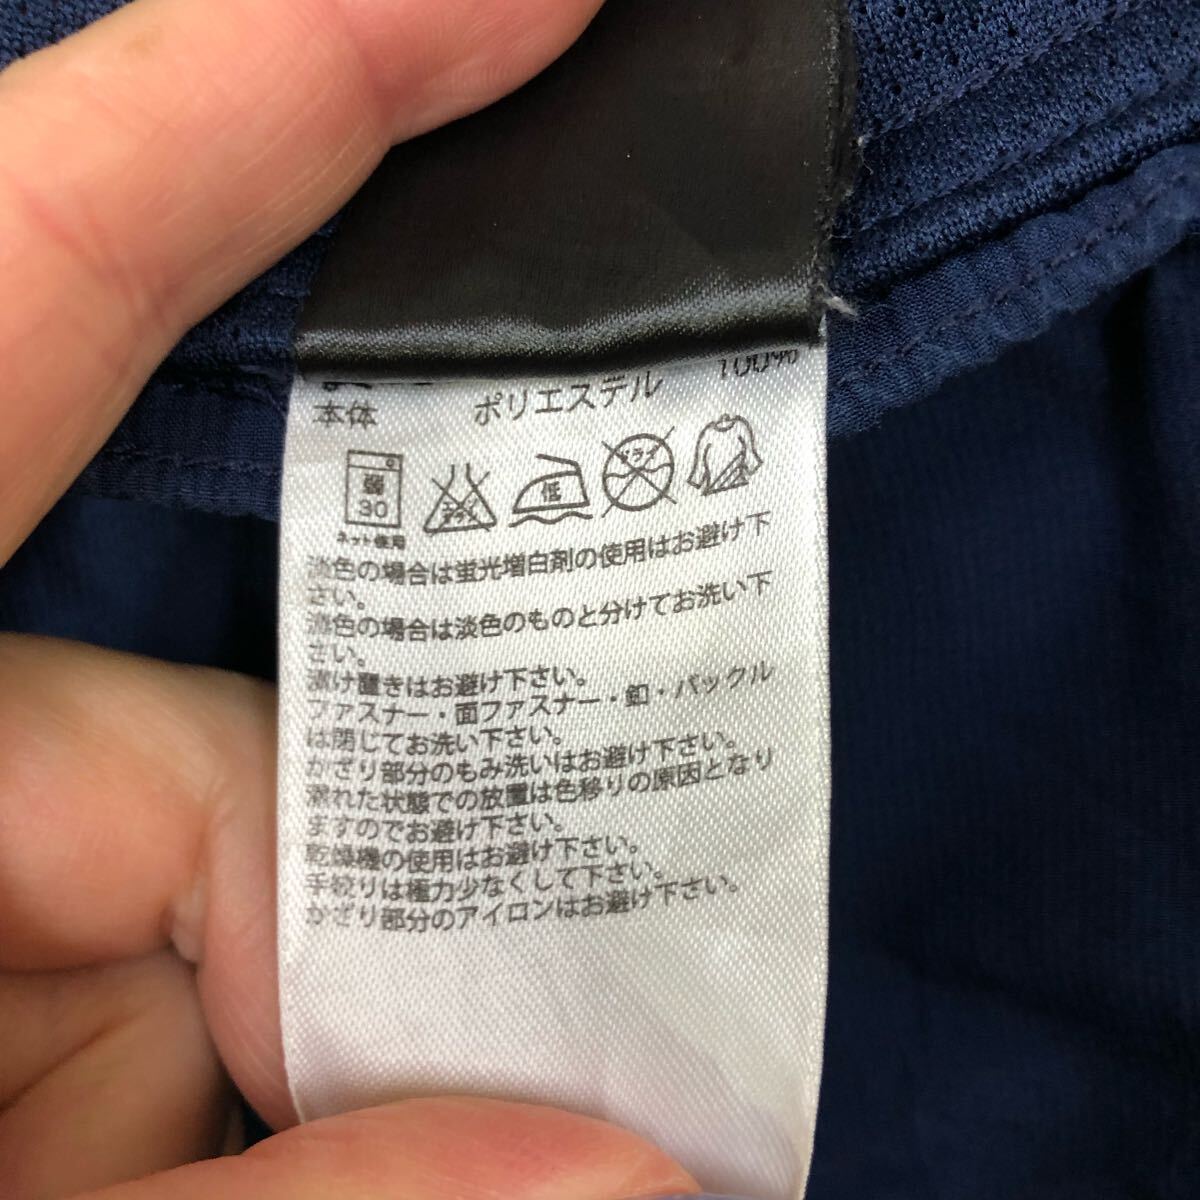 100%
本体 ポリエステル
弱
30
ネット使用
低
ドライ
淡色の場合は蛍光増白剤の使用はお避け下
さい。
濃色の場合は淡色のものと分けてお洗い下
さい。
漬け置きはお避け下さい。
ファスナー・面ファスナー・釦・バックル
は閉じてお洗い下さい。
かざり部分のもみ洗いはお避け下さい。
濡れた状態での放置は色移りの原因となり
ますのでお避け下さい。
乾燥機の使用はお避け下さい。
手絞りは極力少なくして下さい。
かざり部分のアイロンはお避け下さい。